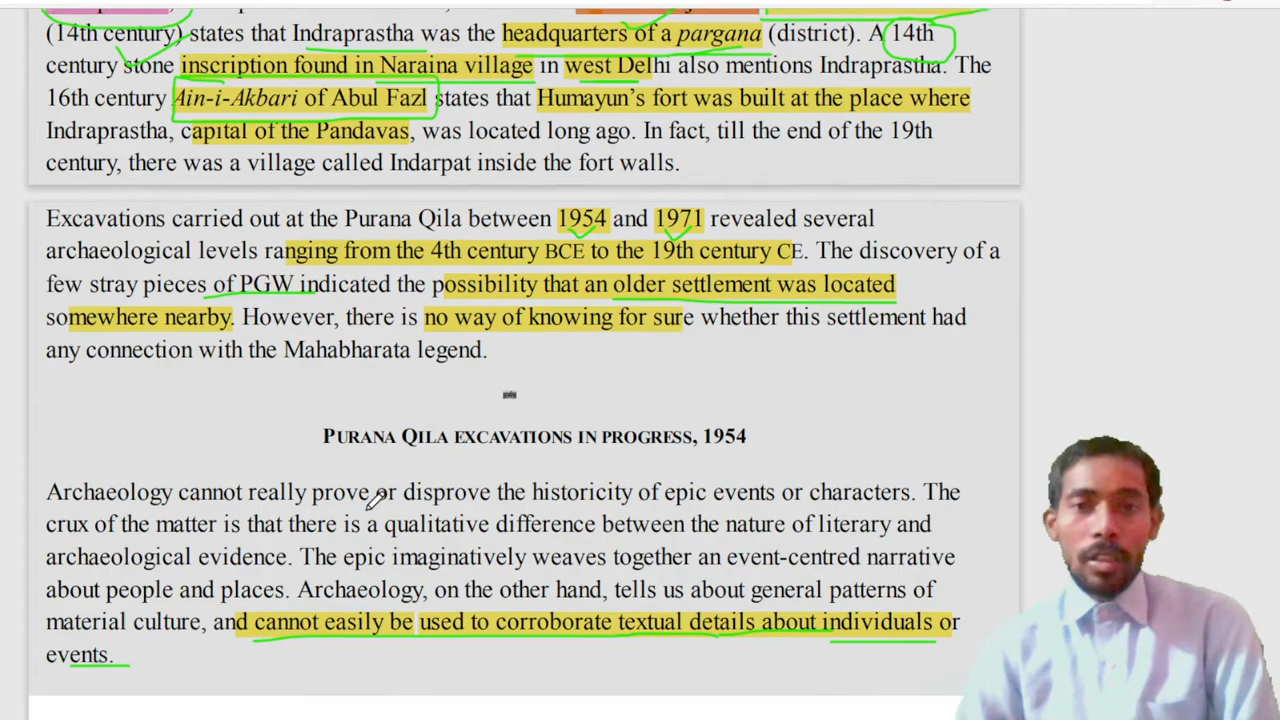 (14th century) states that Indraprastha was the headquarters of a pargana (district). A 14th
century stone inscription found in Naraina village in west Delhi also mentions Indraprastha. The
16th century Ain-i-Akbari of Abul Fazl states that Humayun’s fort was built at the place where
Indraprastha, capital of the Pandavas, was located long ago. In fact, till the end of the 19th
century, there was a village called Indarpat inside the fort walls.
Excavations carried out at the Purana Qila between 1954 and 1971 revealed several
archaeological levels ranging from the 4th century BCE to the 19th century CE. The discovery of a
few stray pieces of PGW indicated the possibility that an older settlement was located
somewhere nearby. However, there is no way of knowing for sure whether this settlement had
any connection with the Mahabharata legend.
PURANA QILA EXCAVATIONS IN PROGRESS, 1954
Archaeology cannot really prove or disprove the historicity of epic events or characters. The
crux of the matter is that there is a qualitative difference between the nature of literary and
archaeological evidence. The epic imaginatively weaves together an event-centred narrative
about people and places. Archaeology, on the other hand, tells us about general patterns of
material culture, and cannot easily be used to corroborate textual details about individuals or
events.